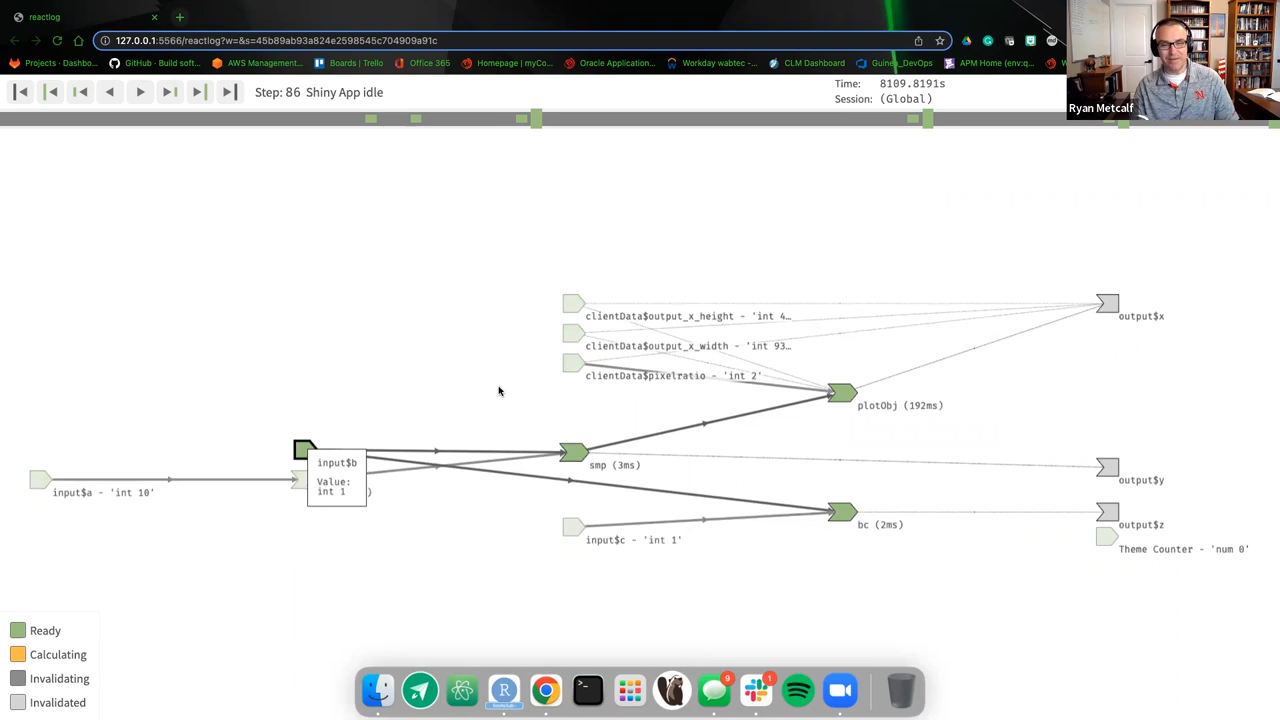 reactlog
127.0.0.1:5566/reactlog?w=&s=45b89ab93a824e2598545c704909a91c
Projects - Dashbo...
GitHub - Build soft...
AWS Management...
Boards | Trello
Office 365
Homepage | myCo...
Oracle Application...
Workday wabtec -...
CLM Dashboard
Guinea_DevOps
APM Home (env:q...
Step: 86 Shiny App idle
Time: 8109.8191s
Session: (Global)
Ryan Metcalf
clientData$output_x_height - 'int 4…
output$x
clientData$output_x_width - 'int 93…
clientData$pixelratio - 'int 2'
plotObj (192ms)
input$b
Value:
int 1
)
smp (3ms)
input$a - 'int 10'
output$y
bc (2ms)
output$z
input$c - 'int 1'
Theme Counter - 'num 0'
Ready
Calculating
Invalidating
Invalidated
9
1